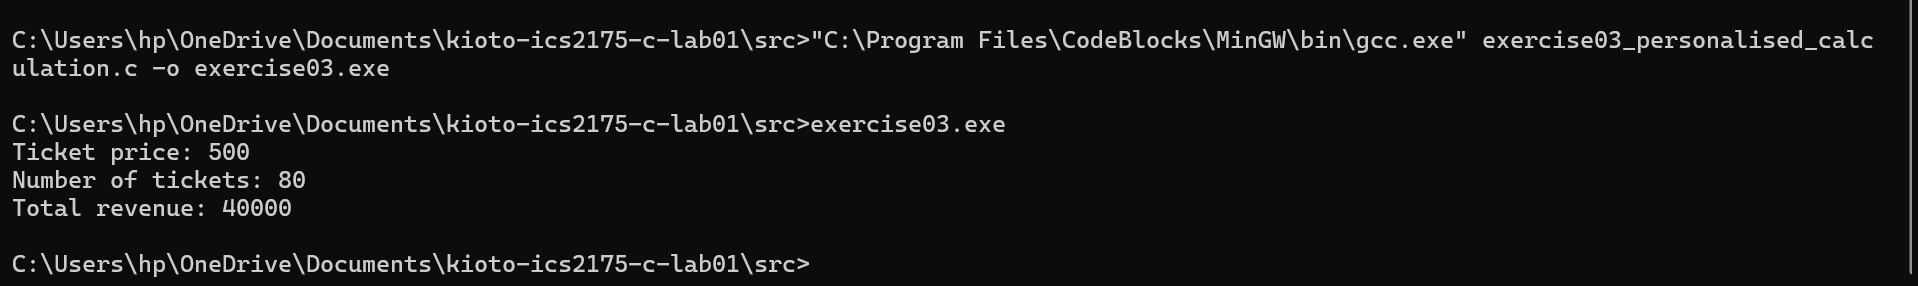 C:\Users\hp\OneDrive\Documents\kioto-ics2175-c-lab01\src>"C:\Program Files\CodeBlocks\MinGW\bin\gcc.exe" exercise03_personalised_calc
ulation.c -o exercise03.exe
C:\Users\hp\OneDrive\Documents\kioto-ics2175-c-lab01\src>exercise03.exe
Ticket price: 500
Number of tickets: 80
Total revenue: 40000
C:\Users\hp\OneDrive\Documents\kioto-ics2175-c-lab01\src>